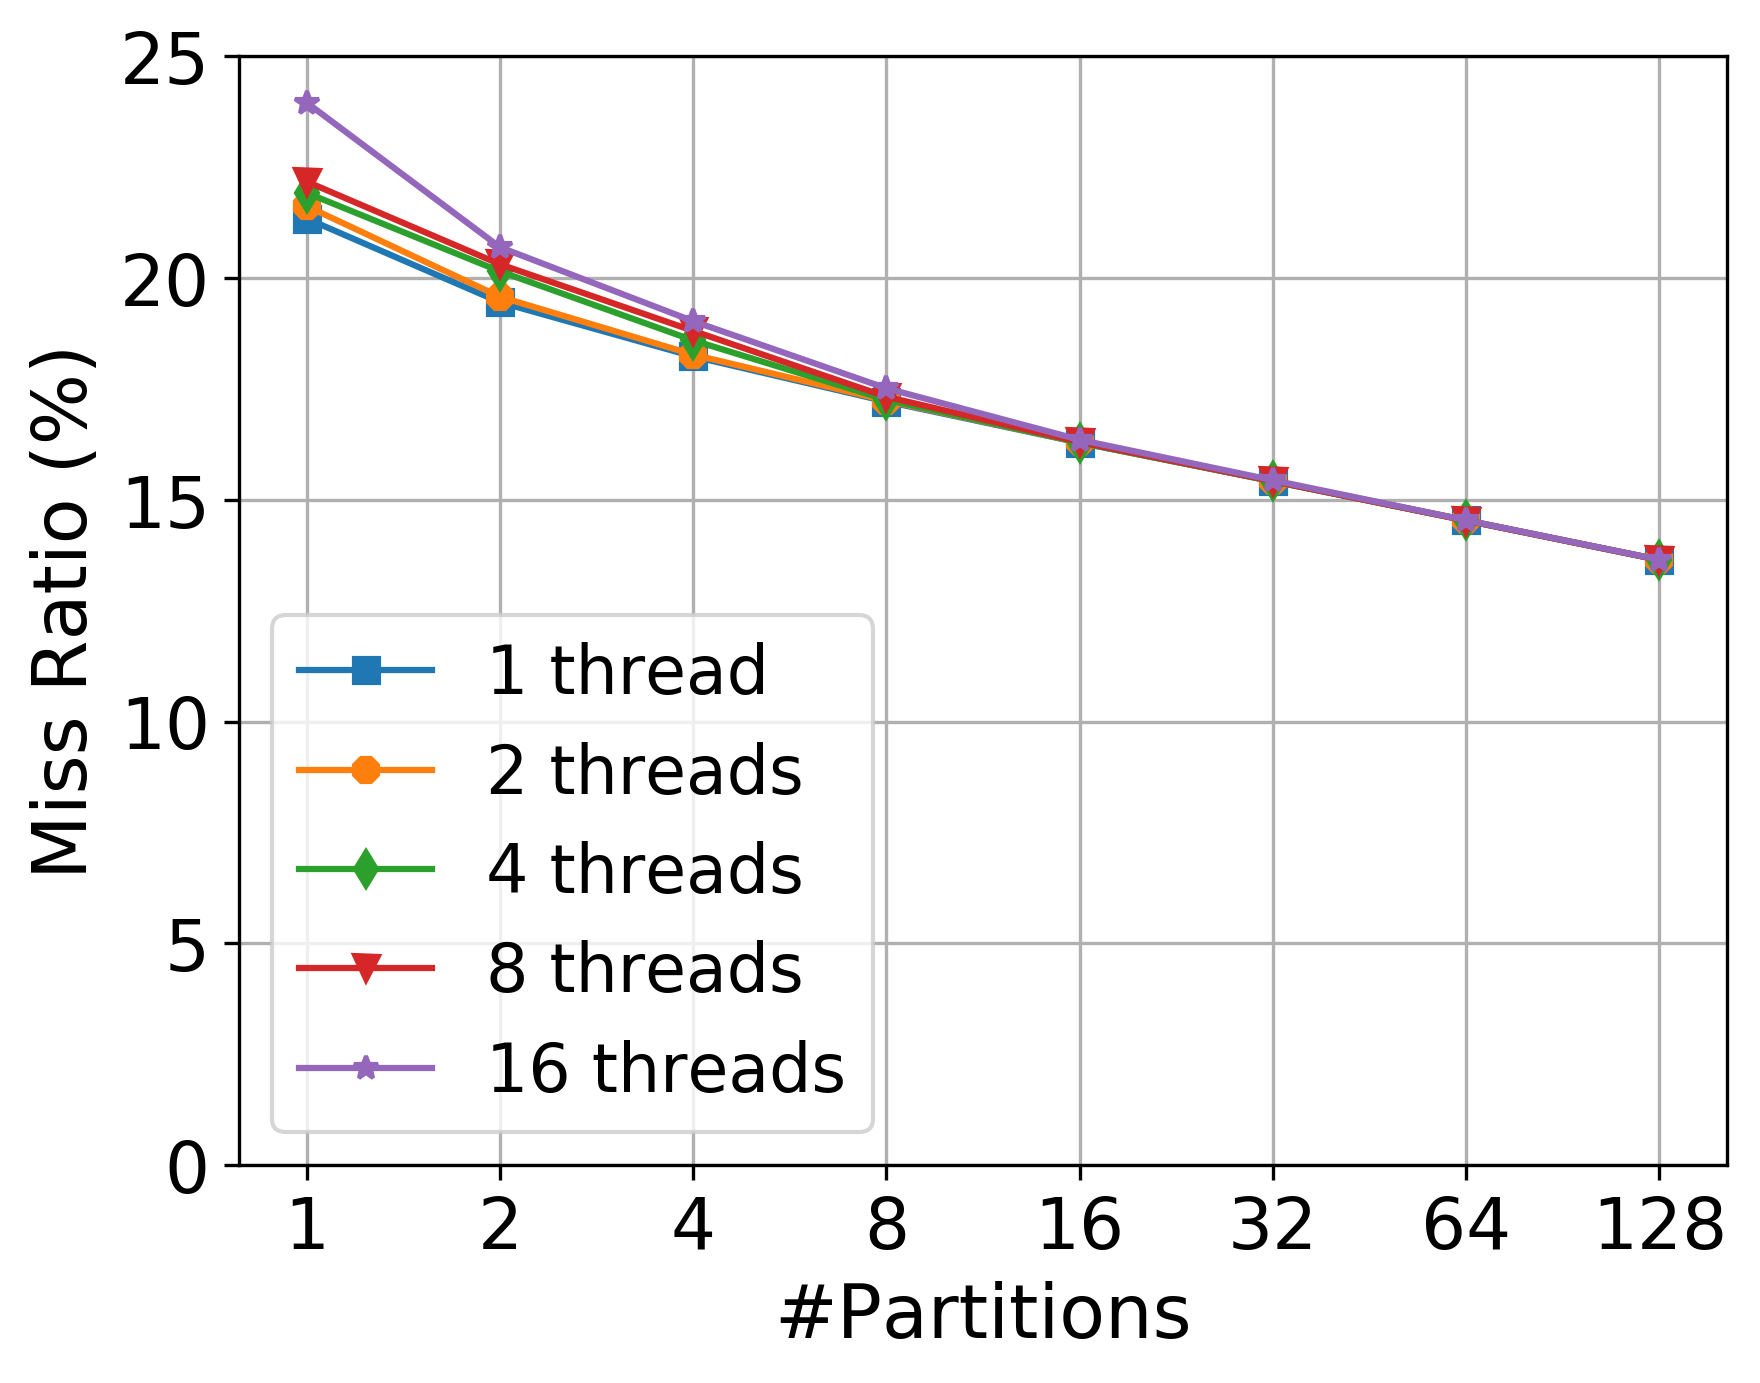 25
20
15
10
5
0
Miss Ratio (%)
1 thread
2 threads
4 threads
8 threads
16 threads
1 2 4 8 16 32 64 128
#Partitions